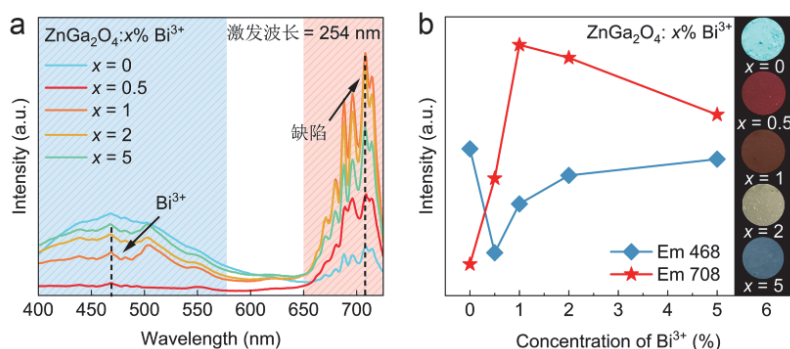 a
ZnGa₂O₄:x% Bi³⁺
激发波长 = 254 nm
x = 0
x = 0.5
x = 1
x = 2
x = 5
缺陷
Bi³⁺
Intensity (a.u.)
400 450 500 550 600 650 700
Wavelength (nm)
b
ZnGa₂O₄: x% Bi³⁺
x = 0
x = 0.5
x = 1
x = 2
x = 5
Em 468
Em 708
Intensity (a.u.)
0 1 2 3 4 5 6
Concentration of Bi³⁺ (%)